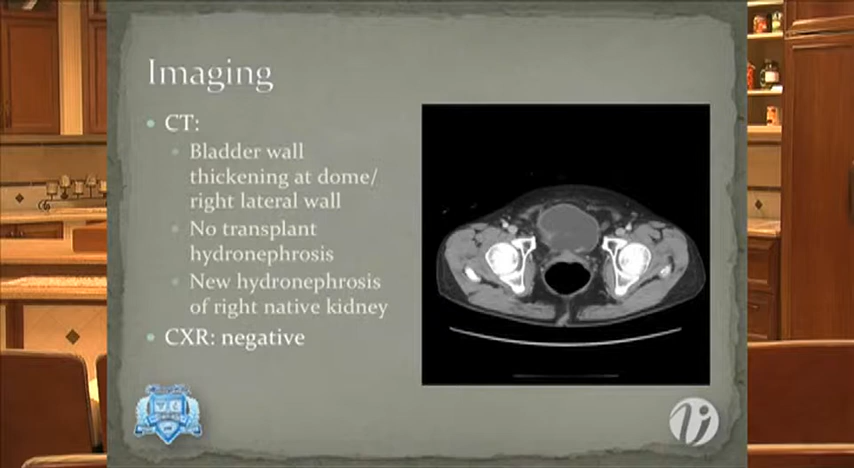 Imaging
CT:
Bladder wall
thickening at dome/
right lateral wall
No transplant
hydronephrosis
New hydronephrosis
of right native kidney
CXR: negative